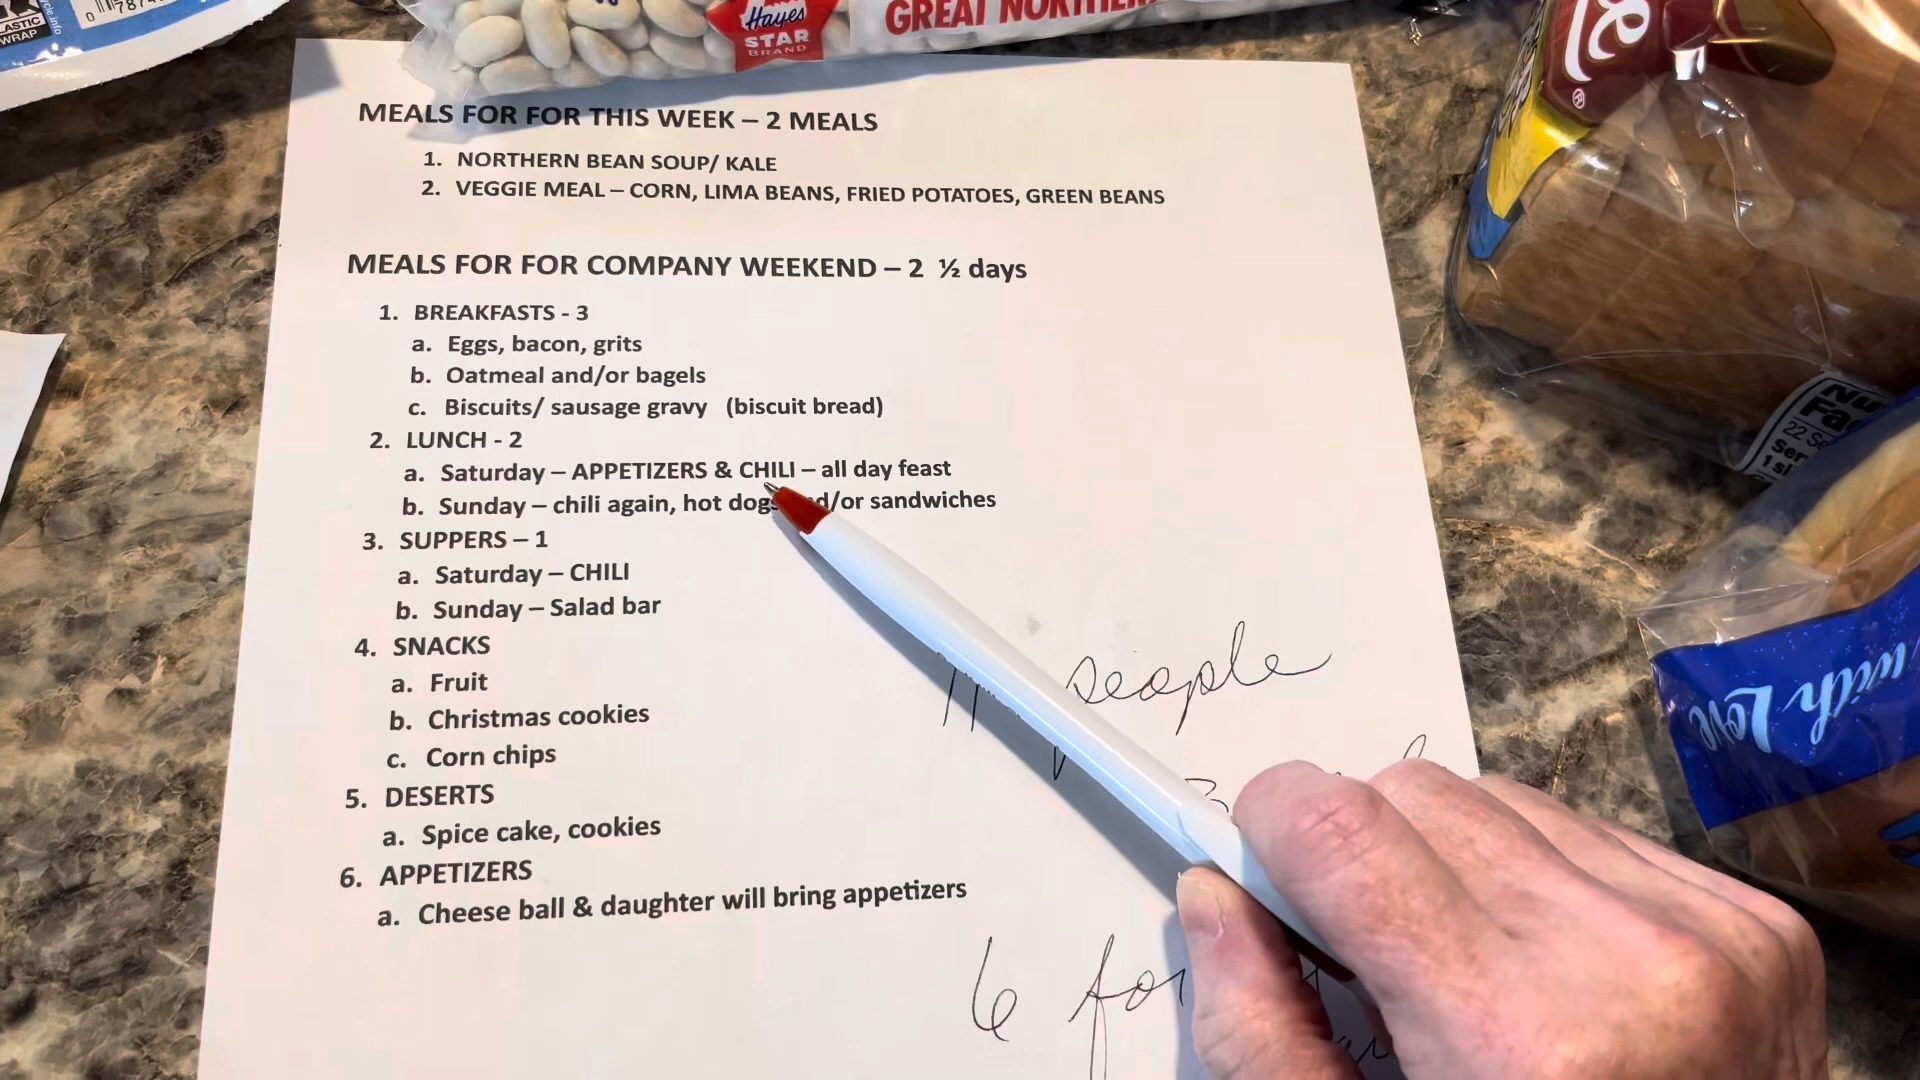 Hayes
STAR
BRAND
GREAT NORTHERN
MEALS FOR FOR THIS WEEK – 2 MEALS
1. NORTHERN BEAN SOUP/ KALE
2. VEGGIE MEAL – CORN, LIMA BEANS, FRIED POTATOES, GREEN BEANS
MEALS FOR FOR COMPANY WEEKEND – 2 ½ days
1. BREAKFASTS - 3
a. Eggs, bacon, grits
b. Oatmeal and/or bagels
c. Biscuits/ sausage gravy (biscuit bread)
2. LUNCH - 2
a. Saturday – APPETIZERS & CHILI – all day feast
b. Sunday – chili again, hot dogs d/or sandwiches
3. SUPPERS – 1
a. Saturday – CHILI
b. Sunday – Salad bar
4. SNACKS
a. Fruit
b. Christmas cookies
c. Corn chips
5. DESERTS
a. Spice cake, cookies
6. APPETIZERS
a. Cheese ball & daughter will bring appetizers
11 people
6 for
with Love